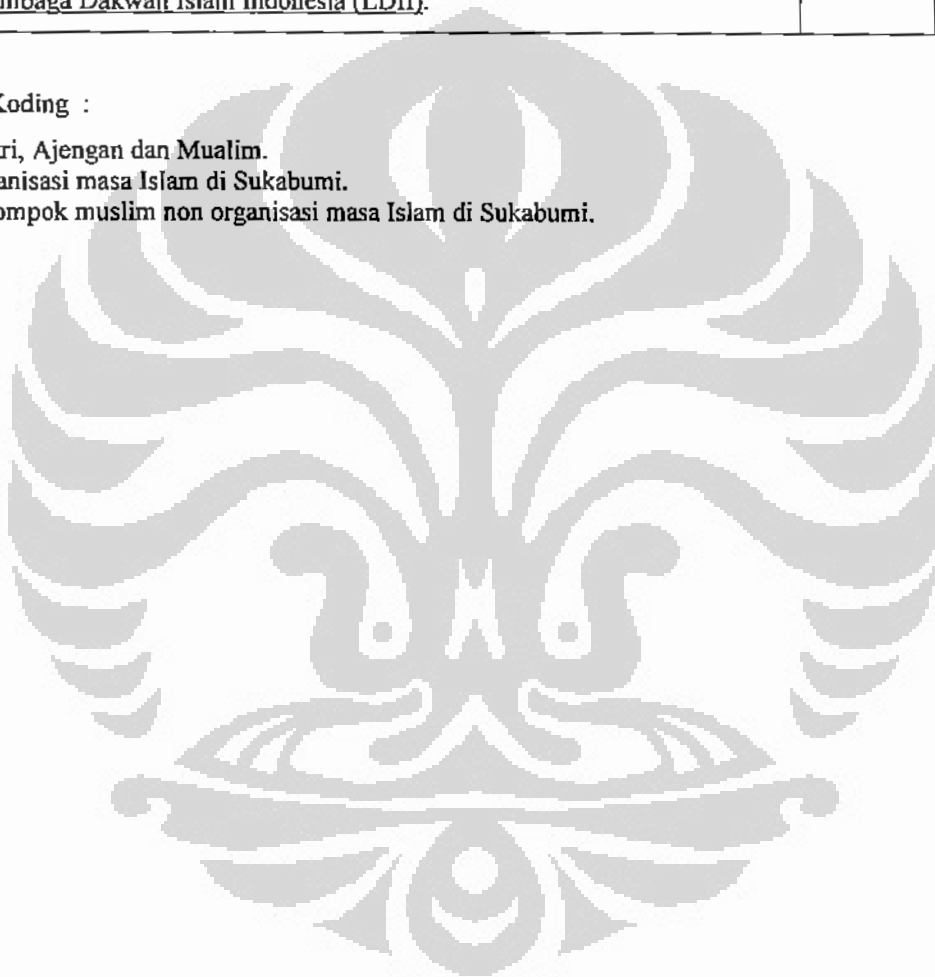 mbaga Dakwah Islam Indonesia (LDII).
Koding :
ri, Ajengan dan Mualim.
anisasi masa Islam di Sukabumi.
ompok muslim non organisasi masa Islam di Sukabumi.